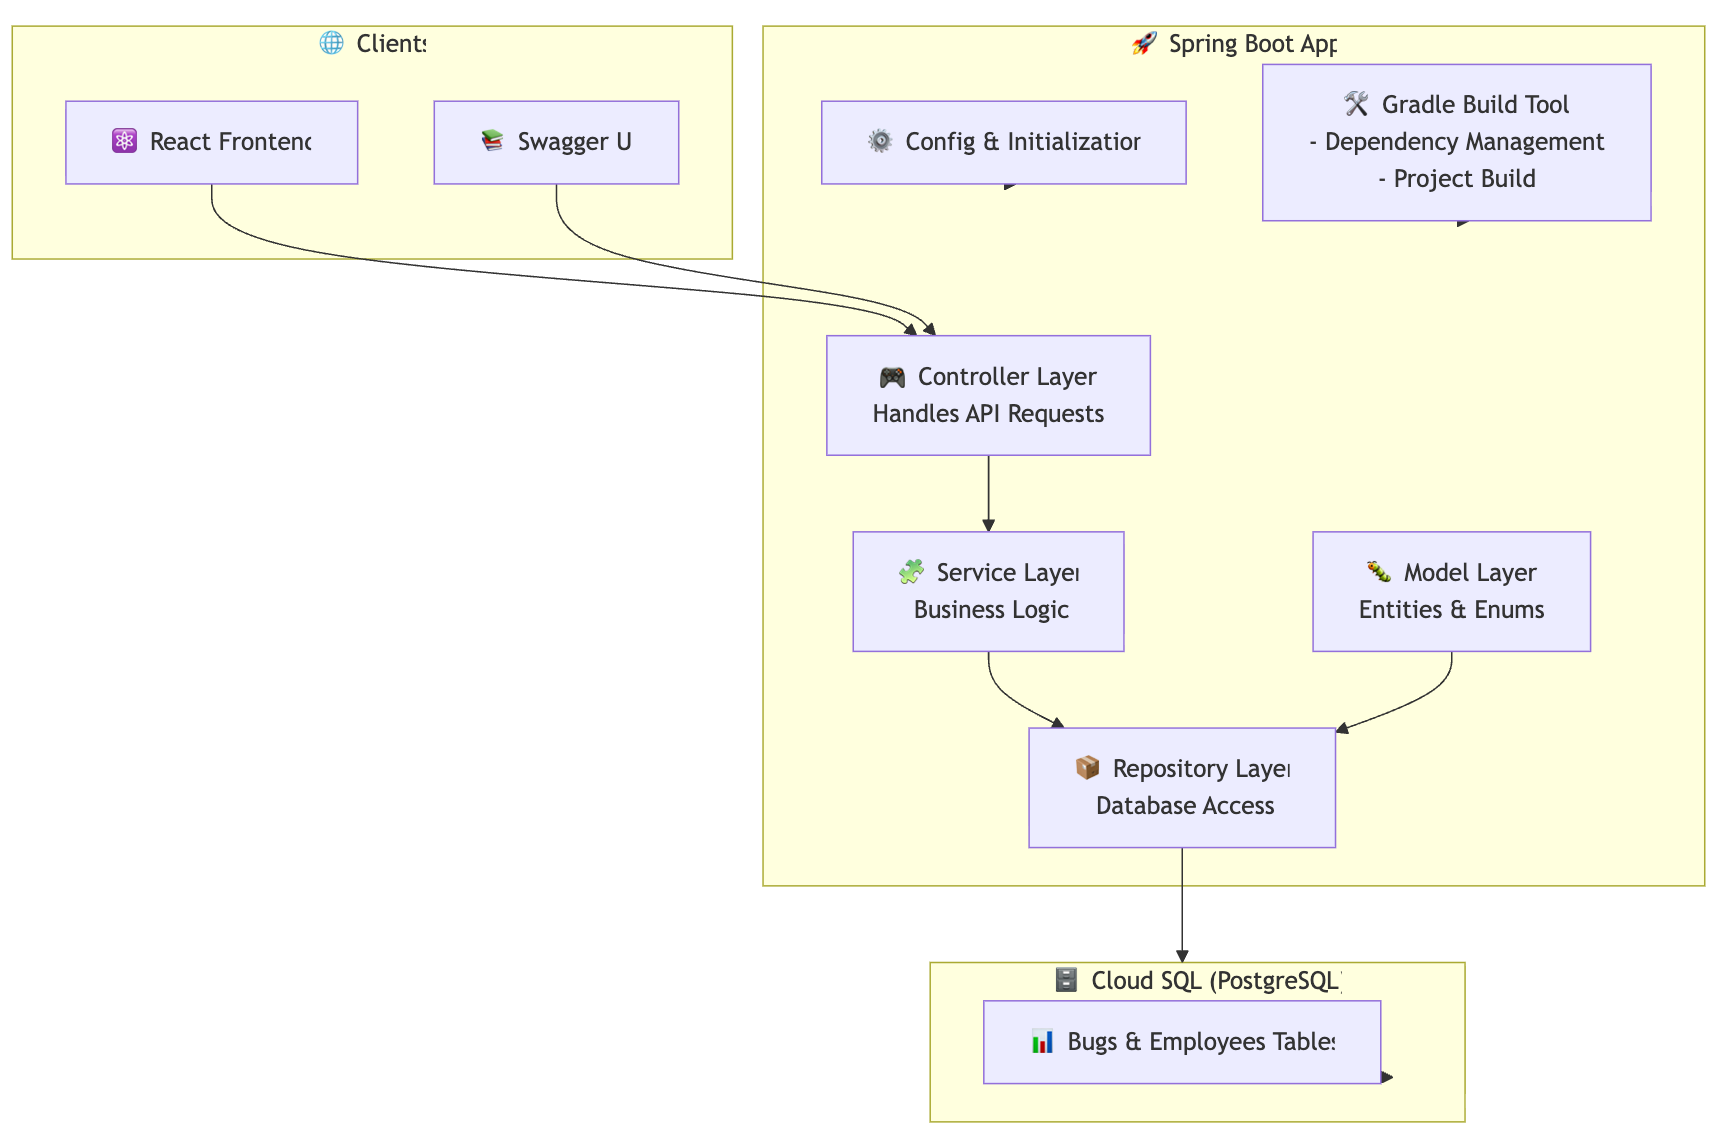 🌐 Clients
🚀 Spring Boot App
⚛️ React Frontend
📚 Swagger U
⚙️ Config & Initialization
🛠️ Gradle Build Tool
- Dependency Management
- Project Build
🎮 Controller Layer
Handles API Requests
🧩 Service Layer
Business Logic
🐛 Model Layer
Entities & Enums
📦 Repository Layer
Database Access
🗄️ Cloud SQL (PostgreSQL)
📊 Bugs & Employees Tables